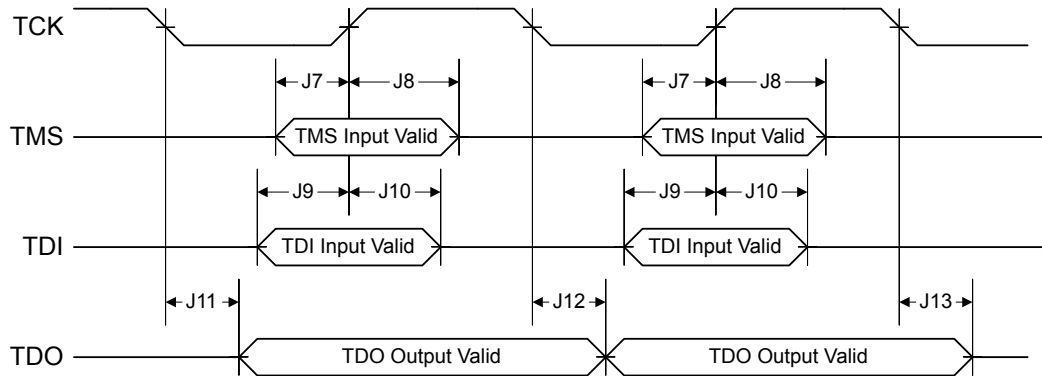 TCK
J7 J8 J7 J8
TMS TMS Input Valid TMS Input Valid
J9 J10 J9 J10
TDI TDI Input Valid TDI Input Valid
J11 J12 J13
TDO TDO Output Valid TDO Output Valid